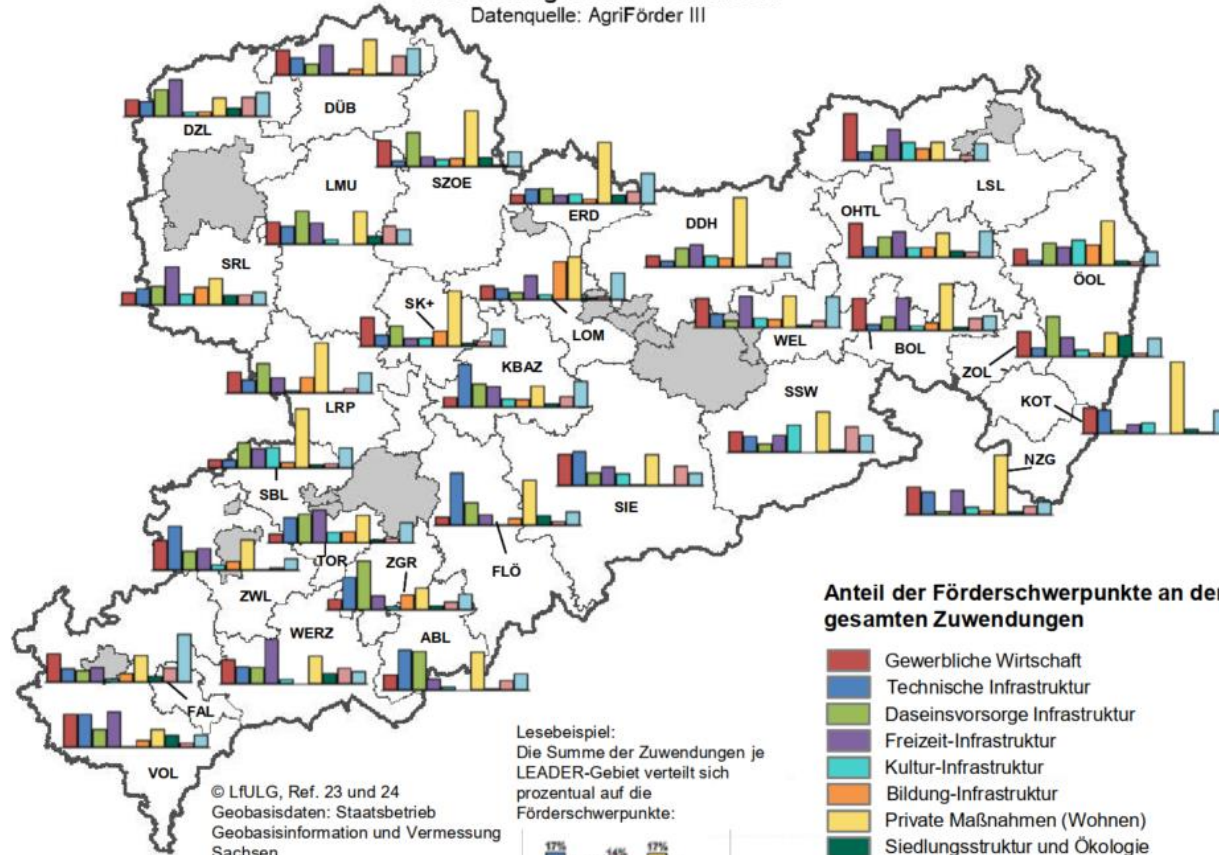 Datenquelle: AgriFörder III
DÜB
DZL
LMU
SZOE
ERD
DDH
OHTL
LSL
SRL
SK+
LOM
WEL
BOL
ÖOL
ZOL
KBAZ
SSW
KOT
LRP
NZG
SBL
SIE
TOR
ZGR
FLÖ
ZWL
WERZ
ABL
FAL
VOL
Anteil der Förderschwerpunkte an der
gesamten Zuwendungen
Gewerbliche Wirtschaft
Technische Infrastruktur
Daseinsvorsorge Infrastruktur
Freizeit-Infrastruktur
Kultur-Infrastruktur
Bildung-Infrastruktur
Private Maßnahmen (Wohnen)
Siedlungsstruktur und Ökologie
Lesebeispiel:
Die Summe der Zuwendungen je
LEADER-Gebiet verteilt sich
prozentual auf die
Förderschwerpunkte:
17% 14% 17%
© LfULG, Ref. 23 und 24
Geobasisdaten: Staatsbetrieb
Geobasisinformation und Vermessung
Sachsen